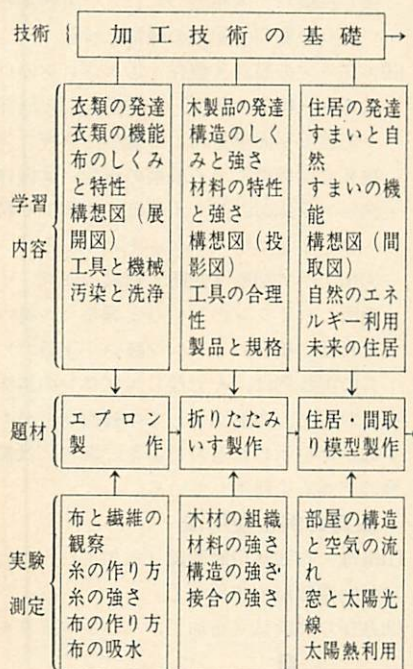 技術
加工技術の基礎
学習
内容
衣類の発達
衣類の機能
布のしくみ
と特性
構想図（展
開図）
工具と機械
汚染と洗浄
木製品の発達
構造のしく
みと強さ
材料の特性
と強さ
構想図（投
影図）
工具の合理
性
製品と規格
住居の発達
すまいと自
然
すまいの機
能
構想図（間
取図）
自然のエネ
ルギー利用
未来の住居
題材
エプロン
製作
折りたたみ
いす製作
住居・間取
り模型製作
実験
測定
布と繊維の
観察
糸の作り方
糸の強さ
布の作り方
布の吸水
木材の組織
材料の強さ
構造の強さ
接合の強さ
部屋の構造
と空気の流
れ
窓と太陽光
線
太陽熱利用